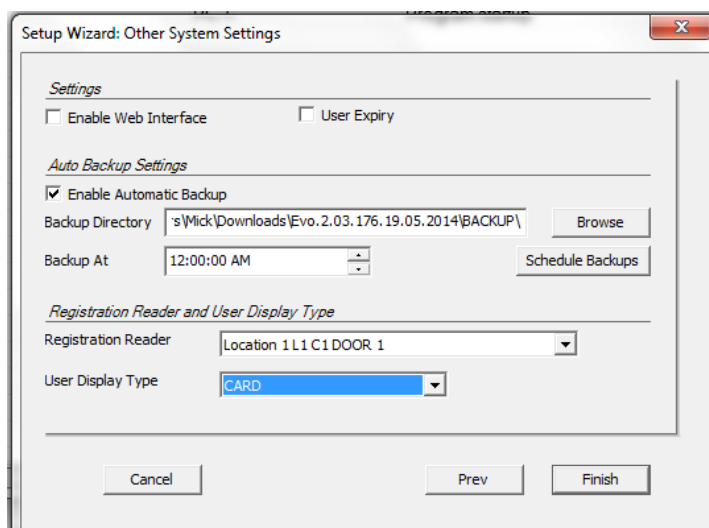 Setup Wizard: Other System Settings
Settings
Enable Web Interface
User Expiry
Auto Backup Settings
Enable Automatic Backup
Backup Directory
's\Mick\Downloads\Evo.2.03.176.19.05.2014\BACKUP\
Browse
Backup At
12:00:00 AM
Schedule Backups
Registration Reader and User Display Type
Registration Reader
Location 1 L1 C1 DOOR 1
User Display Type
CARD
Cancel
Prev
Finish